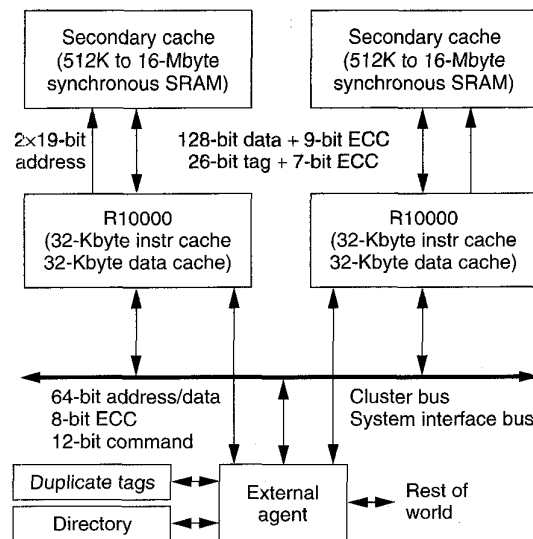 Secondary cache
(512K to 16-Mbyte
synchronous SRAM)
Secondary cache
(512K to 16-Mbyte
synchronous SRAM)
2×19-bit
address
128-bit data + 9-bit ECC
26-bit tag + 7-bit ECC
R10000
(32-Kbyte instr cache
32-Kbyte data cache)
R10000
(32-Kbyte instr cache
32-Kbyte data cache)
64-bit address/data
8-bit ECC
12-bit command
Cluster bus
System interface bus
Duplicate tags
Directory
External
agent
Rest of
world